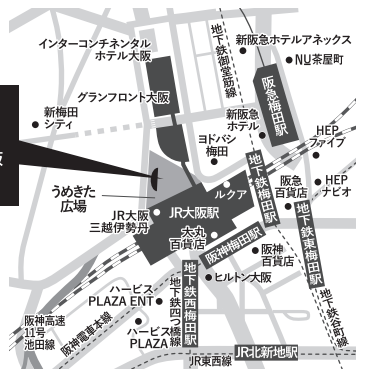 インターコンチネンタル
ホテル大阪
地下鉄御堂筋線
新阪急ホテルアネックス
NU茶屋町
グランフロント大阪
阪急梅田駅
新梅田
シティ
新阪急
ホテル
ヨドバシ
梅田
HEP
ファイブ
阪
地下鉄梅田駅
うめきた
広場
ルクア
阪急
百貨店
HEP
ナビオ
JR大阪
三越伊勢丹
JR大阪駅
大丸
百貨店
地下鉄東梅田駅
阪神梅田駅
阪神
百貨店
地下鉄西梅田駅
ヒルトン大阪
ハービス
PLAZA ENT
地下鉄四つ橋線
地下鉄谷町線
阪神高速
11号
池田線
阪神電車本線
ハービス
PLAZA
JR東西線
JR北新地駅